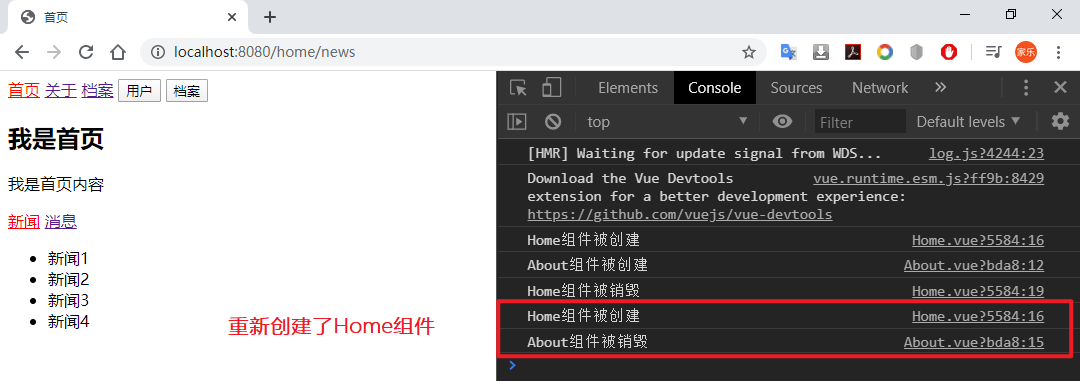 首页
localhost:8080/home/news
家乐
首页 关于 档案 用户 档案
我是首页
我是首页内容
新闻 消息
新闻1
新闻2
新闻3
新闻4
重新创建了Home组件
Elements Console Sources Network
top Filter Default levels
[HMR] Waiting for update signal from WDS... log.js?4244:23
Download the Vue Devtools vue.runtime.esm.js?ff9b:8429
extension for a better development experience:
https://github.com/vuejs/vue-devtools
Home组件被创建 Home.vue?5584:16
About组件被创建 About.vue?bda8:12
Home组件被销毁 Home.vue?5584:19
Home组件被创建 Home.vue?5584:16
About组件被销毁 About.vue?bda8:15